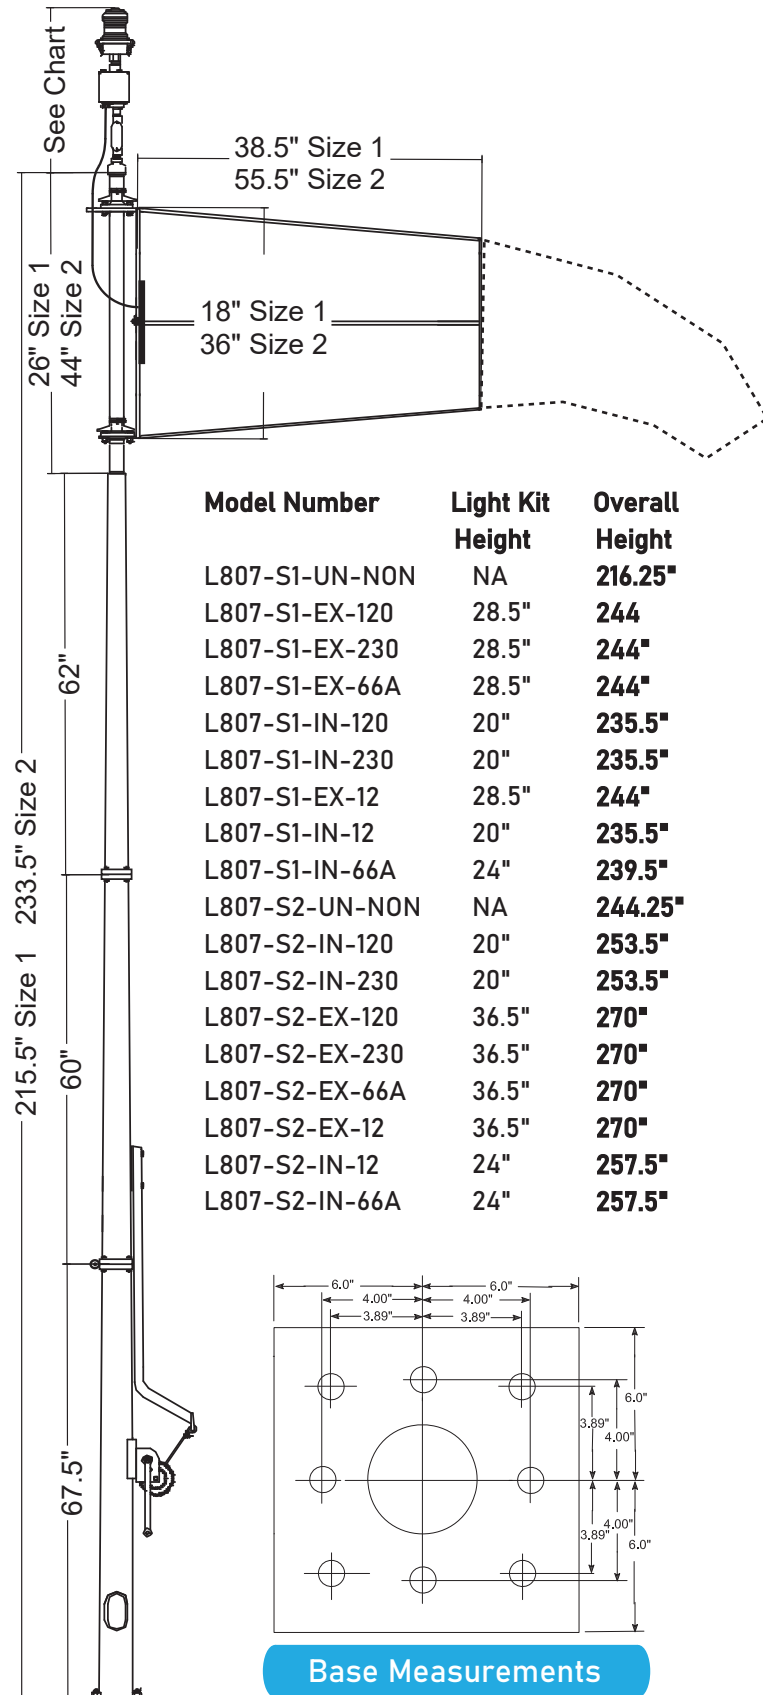 See Chart
38.5" Size 1
55.5" Size 2
26" Size 1
44" Size 2
18" Size 1
36" Size 2
Model Number Light Kit Height Overall Height
L807-S1-UN-NON NA 216.25"
L807-S1-EX-120 28.5" 244
L807-S1-EX-230 28.5" 244"
L807-S1-EX-66A 28.5" 244"
L807-S1-IN-120 20" 235.5"
L807-S1-IN-230 20" 235.5"
L807-S1-EX-12 28.5" 244"
L807-S1-IN-12 20" 235.5"
L807-S1-IN-66A 24" 239.5"
L807-S2-UN-NON NA 244.25"
L807-S2-IN-120 20" 253.5"
L807-S2-IN-230 20" 253.5"
L807-S2-EX-120 36.5" 270"
L807-S2-EX-230 36.5" 270"
L807-S2-EX-66A 36.5" 270"
L807-S2-EX-12 36.5" 270"
L807-S2-IN-12 24" 257.5"
L807-S2-IN-66A 24" 257.5"
62"
215.5" Size 1 233.5" Size 2
60"
67.5"
6.0" 6.0"
4.00" 4.00"
3.89" 3.89"
6.0"
3.89"
4.00"
4.00"
3.89"
6.0"
Base Measurements